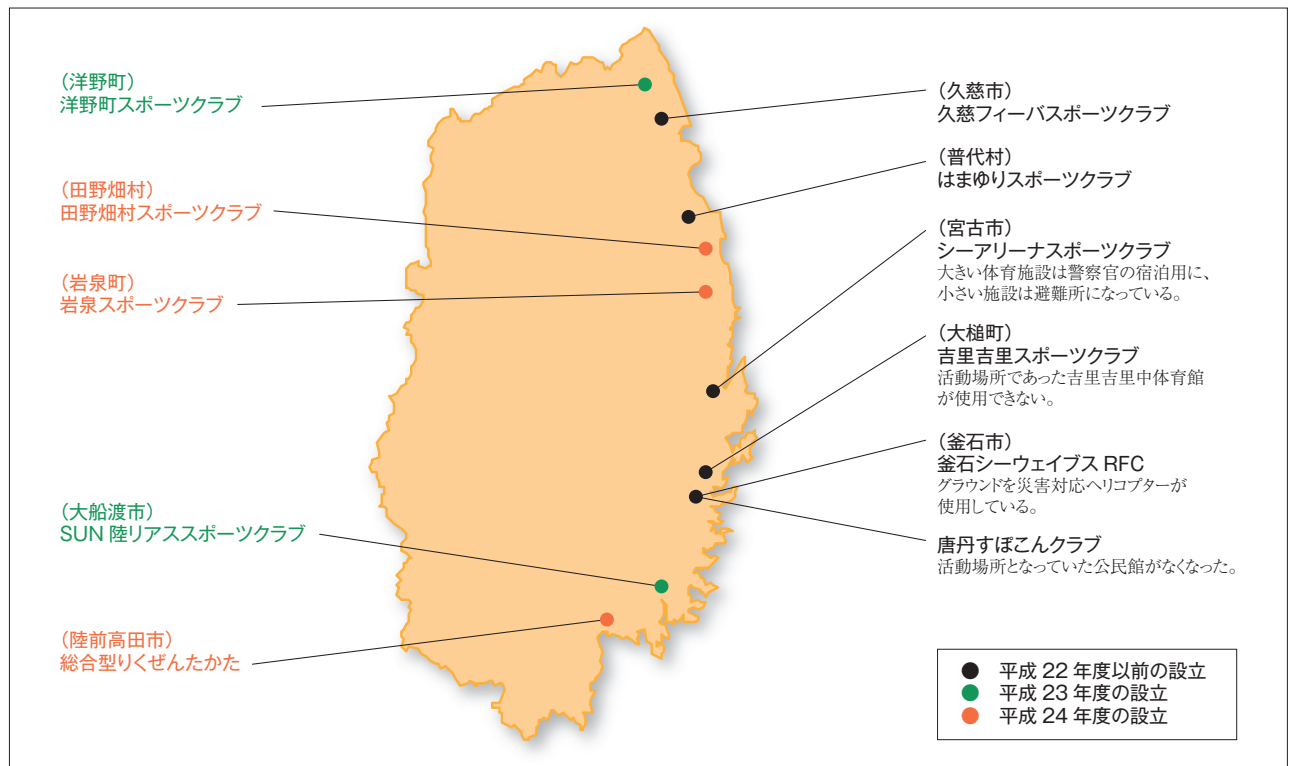 (洋野町)
洋野町スポーツクラブ
(田野畑村)
田野畑村スポーツクラブ
(岩泉町)
岩泉スポーツクラブ
(大船渡市)
SUN 陸リアススポーツクラブ
(陸前高田市)
総合型りくぜんたかた
(久慈市)
久慈フィーバスポーツクラブ
(普代村)
はまゆりスポーツクラブ
(宮古市)
シーアリーナスポーツクラブ
大きい体育施設は警察官の宿泊用に、
小さい施設は避難所になっている。
(大槌町)
吉里吉里スポーツクラブ
活動場所であった吉里吉里中体育館
が使用できない。
(釜石市)
釜石シーウェイブス RFC
グラウンドを災害対応ヘリコプターが
使用している。
唐丹すぽこんクラブ
活動場所となっていた公民館がなくなった。
平成 22 年度以前の設立
平成 23 年度の設立
平成 24 年度の設立